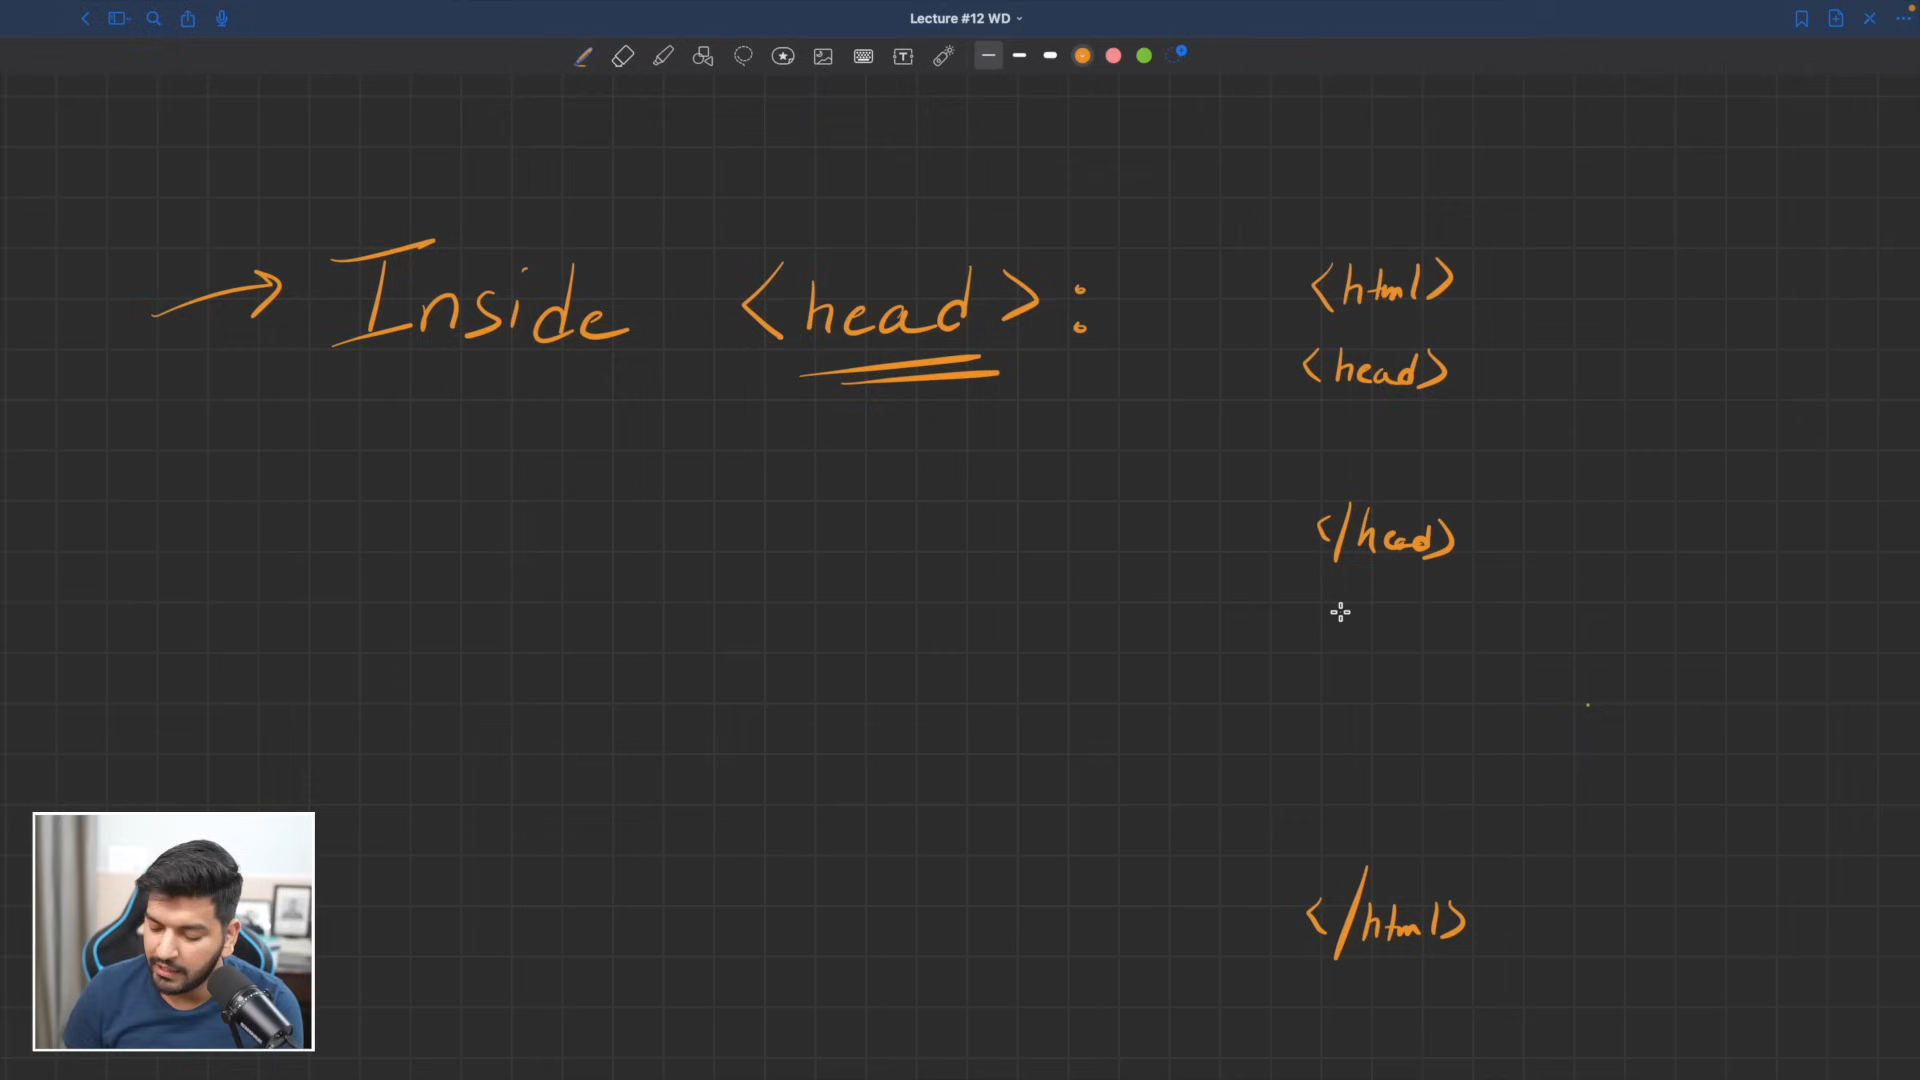 Lecture #12 WD
→ Inside <head>:
<html>
<head>
</head>
</html>